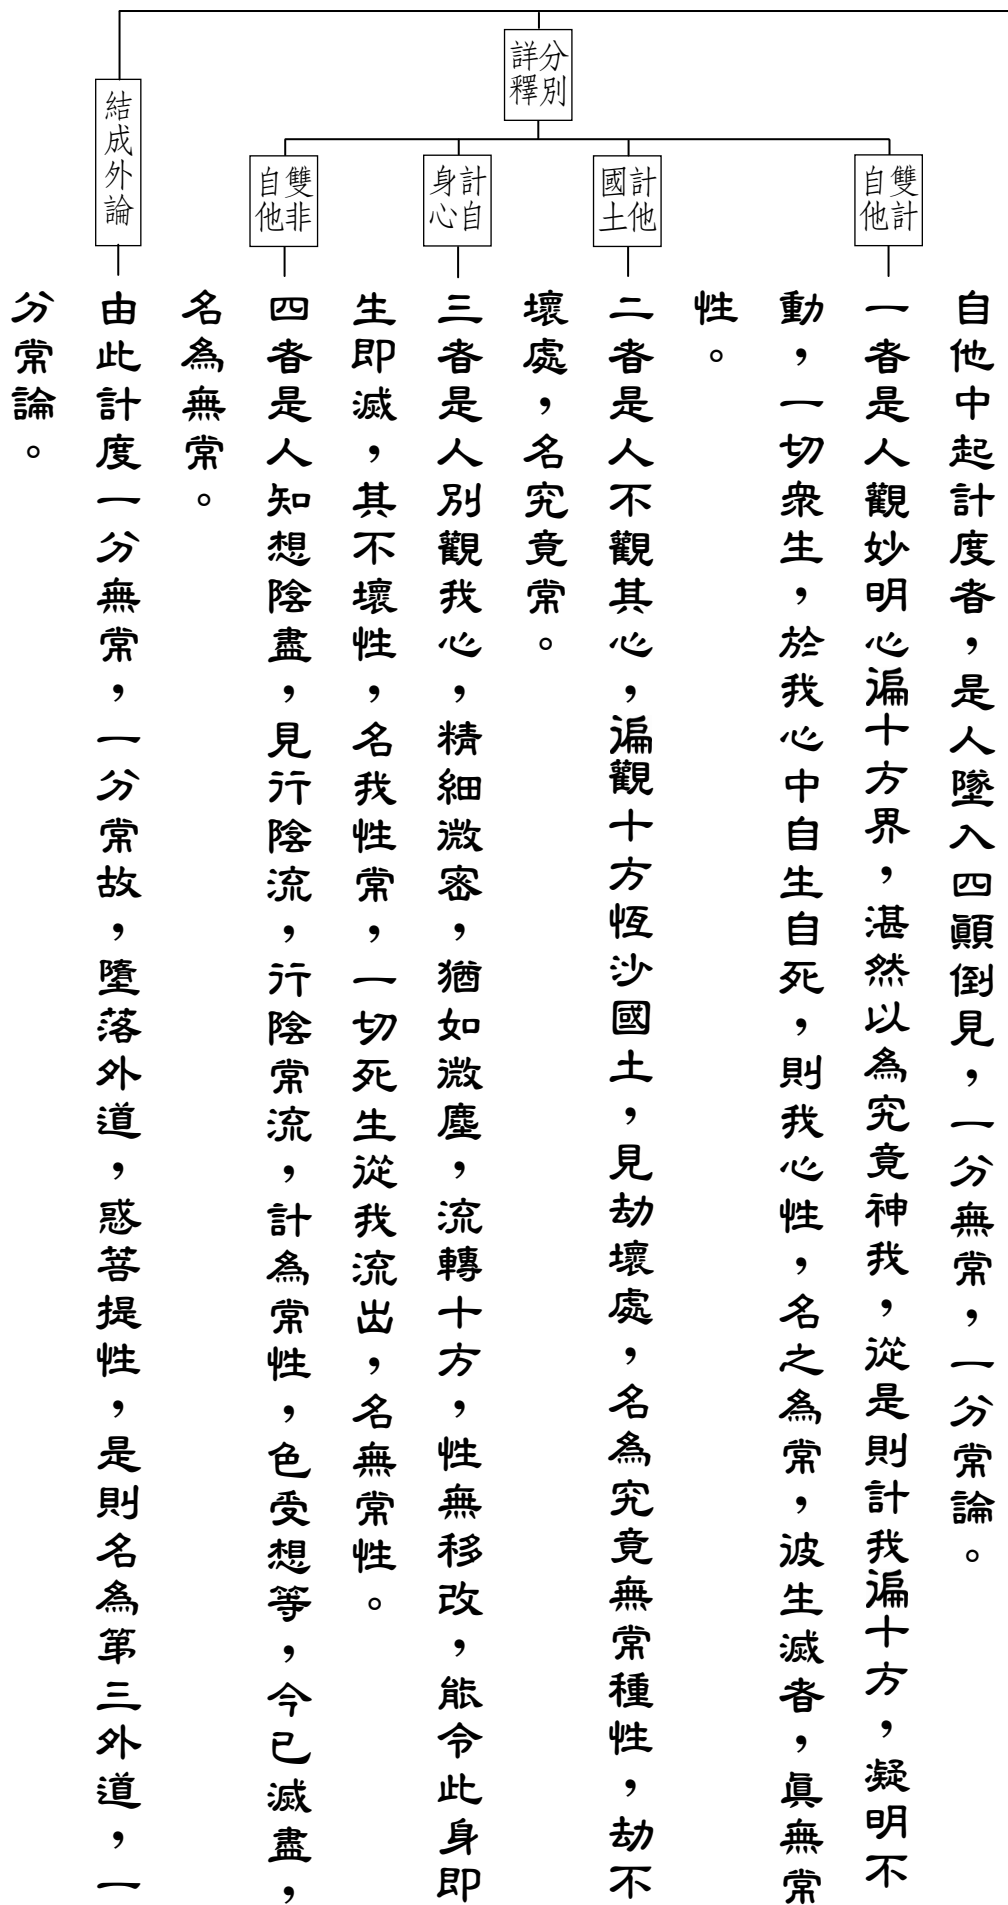 分別詳釋
雙計自他
計他國土
計自身心
雙非自他
結成外論
自他中起計度者，是人墜入四顛倒見，一分無常，一分常論。
一者是人觀妙明心遍十方界，湛然以為究竟神我，從是則計我遍十方，凝明不
動，一切眾生，於我心中自生自死，則我心性，名之為常，彼生滅者，真無常
性。
二者是人不觀其心，遍觀十方恆沙國土，見劫壞處，名為究竟無常種性，劫不
壞處，名究竟常。
三者是人別觀我心，精細微密，猶如微塵，流轉十方，性無移改，能令此身即
生即滅，其不壞性，名我性常，一切死生從我流出，名無常性。
四者是人知想陰盡，見行陰流，行陰常流，計為常性，色受想等，今已滅盡，
名為無常。
由此計度一分無常，一分常故，墮落外道，惑菩提性，是則名為第三外道，一
分常論。